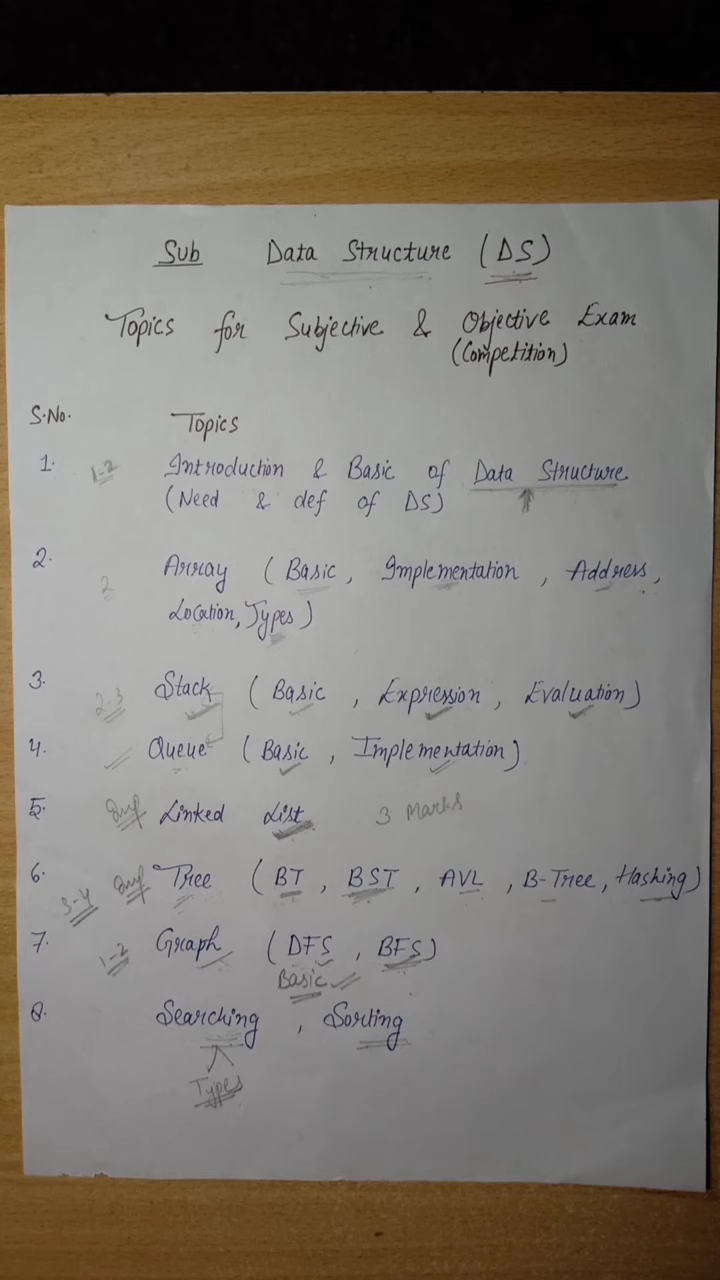 Sub Data Structure (DS)
Topics for Subjective & Objective Exam
(Competition)
S.No. Topics
1. 1-2 Introduction & Basic of Data Structure
(Need & def of DS)
2. 2 Array (Basic, Implementation, Address,
Location, Types)
3. 2-3 Stack (Basic, Expression, Evaluation)
4. Queue (Basic, Implementation)
5. Imp Linked List 3 Marks
6. 3-4 Imp Tree (BT, BST, AVL, B-Tree, Hashing)
7. 1-2 Graph (DFS, BFS)
Basic
8. Searching, Sorting
Types